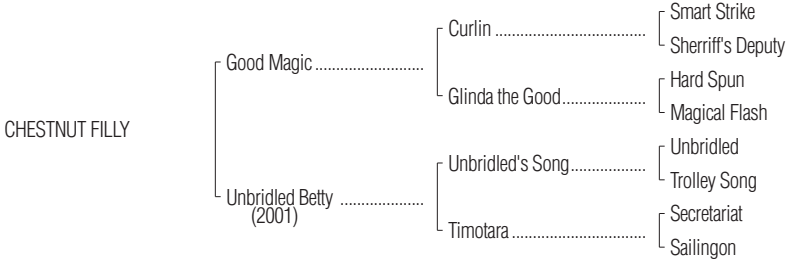 Smart Strike
Curlin ....................................
Sherriff's Deputy
Good Magic ..........................
Hard Spun
Glinda the Good....................
Magical Flash
CHESTNUT FILLY
Unbridled
Unbridled's Song..................
Trolley Song
Unbridled Betty ....................
(2001)
Secretariat
Timotara ................................
Sailingon